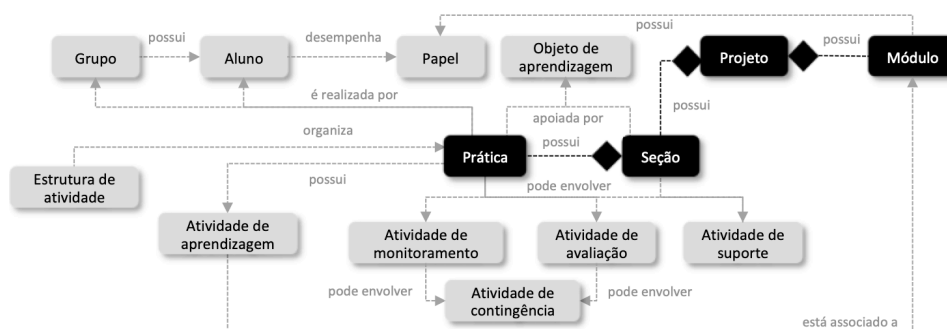 possui
Grupo
possui
Aluno
desempenha
Papel
Objeto de
aprendizagem
Projeto
possui
Módulo
é realizada por
apoiada por
possui
organiza
Prática
possui
Seção
Estrutura de
atividade
possui
pode envolver
Atividade de
aprendizagem
Atividade de
monitoramento
Atividade de
avaliação
Atividade de
suporte
pode envolver
Atividade de
contingência
pode envolver
está associado a